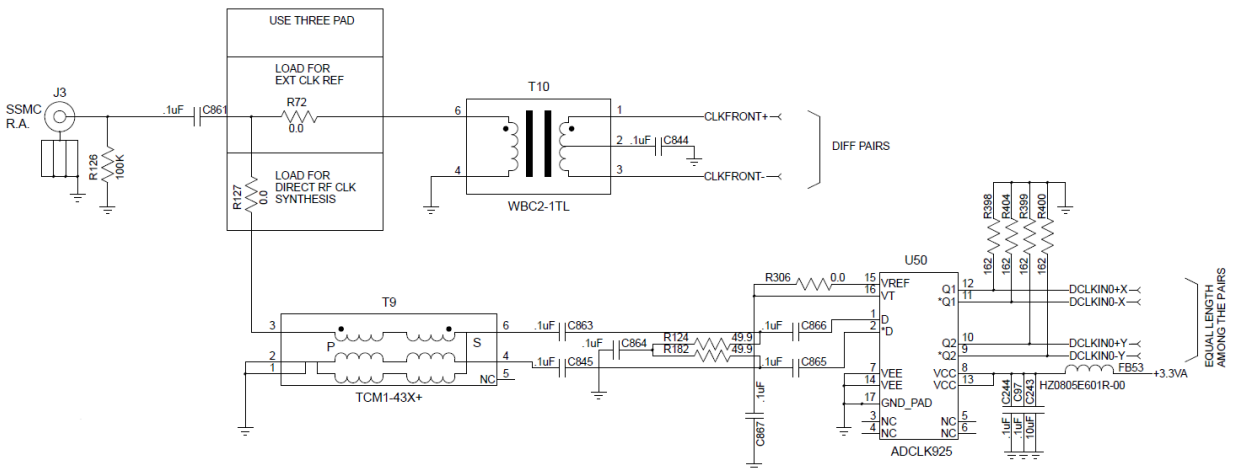 USE THREE PAD
LOAD FOR
EXT CLK REF
R72
0.0
J3
SSMC
R.A.
.1uF C861
R126
100K
LOAD FOR
DIRECT RF CLK
SYNTHESIS
R127
0.0
T10
6
4
1
2
3
WBC2-1TL
CLKFRONT+
.1uF C844
CLKFRONT-
DIFF PAIRS
T9
3
2
1
P
S
6
4
NC 5
TCM1-43X+
.1uF C863
.1uF C845
.1uF C864
R124 49.9
R182 49.9
.1uF C866
.1uF C865
.1uF
C867
R306 0.0
U50
15 VREF
16 VT
1 D
2 *D
7 VEE
14 VEE
17 GND_PAD
3 NC
4 NC
Q1 12
*Q1 11
Q2 10
*Q2 9
VCC 8
VCC 13
NC 5
NC 6
ADCLK925
R398
R404
R399
R400
162
162
162
162
DCLKIN0+X
DCLKIN0-X
DCLKIN0+Y
DCLKIN0-Y
EQUAL LENGTH
AMONG THE PAIRS
FB53
+3.3VA
HZ0805E601R-00
C244
C97
C243
.1uF
.1uF
10uF